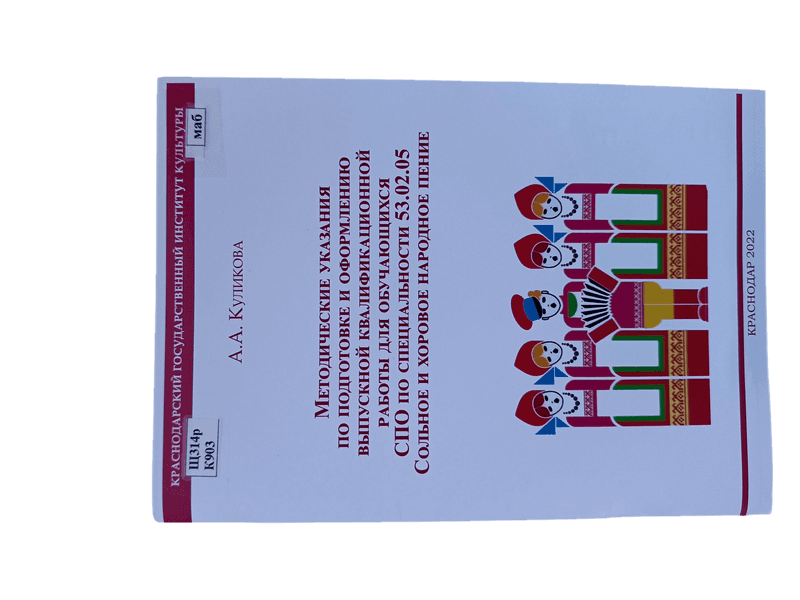 КРАСНОДАРСКИЙ ГОСУДАРСТВЕННЫЙ ИНСТИТУТ КУЛЬТУРЫ
Щ314р
К903
маб
А.А. КУЛИКОВА
МЕТОДИЧЕСКИЕ УКАЗАНИЯ
ПО ПОДГОТОВКЕ И ОФОРМЛЕНИЮ
ВЫПУСКНОЙ КВАЛИФИКАЦИОННОЙ
РАБОТЫ ДЛЯ ОБУЧАЮЩИХСЯ
СПО ПО СПЕЦИАЛЬНОСТИ 53.02.05
СОЛЬНОЕ И ХОРОВОЕ НАРОДНОЕ ПЕНИЕ
КРАСНОДАР 2022